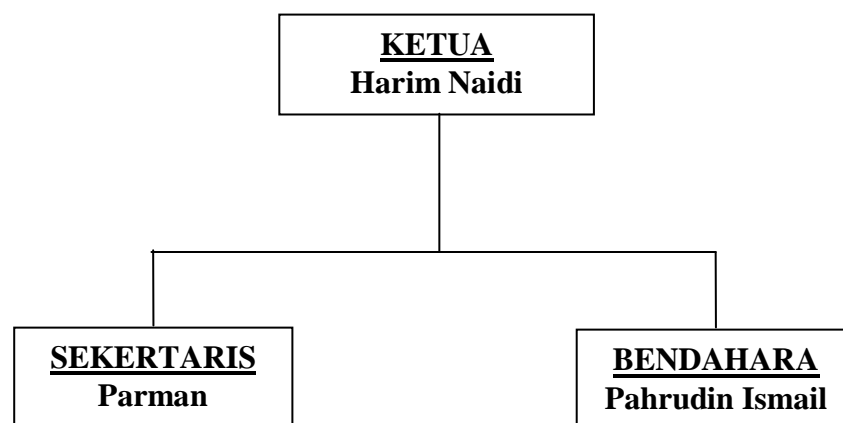 KETUA
Harim Naidi
SEKERTARIS
Parman
BENDAHARA
Pahrudin Ismail